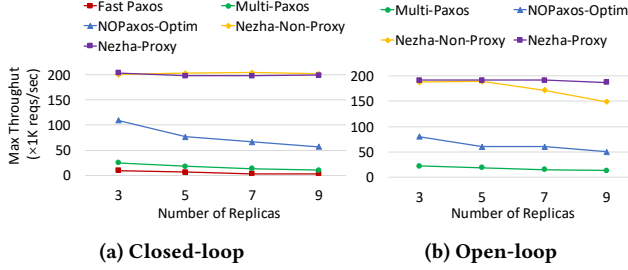 Fast Paxos
Multi-Paxos
NOPaxos-Optim
Nezha-Non-Proxy
Nezha-Proxy
Max Throughtut
(×1K reqs/sec)
200
150
100
50
0
3 5 7 9
Number of Replicas
(a) Closed-loop
Multi-Paxos
NOPaxos-Optim
Nezha-Non-Proxy
Nezha-Proxy
200
150
100
50
0
3 5 7 9
Number of Replicas
(b) Open-loop